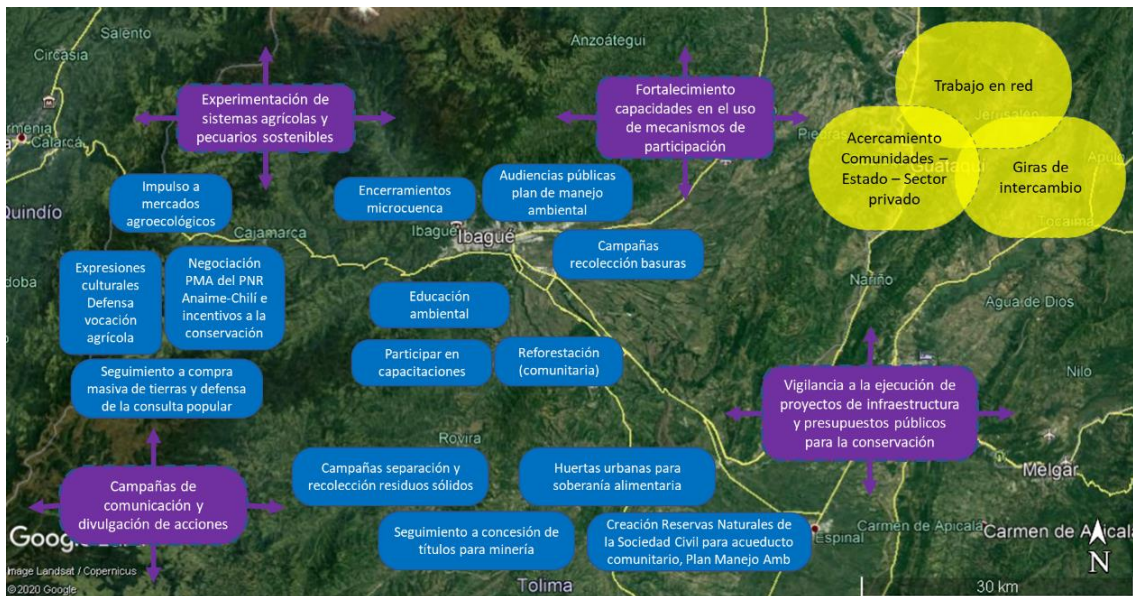 Salento
Circasia
Anzoátegui
Experimentación de
sistemas agrícolas y
pecuarios sostenibles
Fortalecimiento
capacidades en el uso
de mecanismos de
participación
Trabajo en red
Calarcá
Piedras
Jerusalén
Acercamiento
Comunidades –
Estado – Sector
privado
Guataquí
Giras de
intercambio
Apulo
Impulso a
mercados
agroecológicos
Encerramientos
microcuenca
Audiencias públicas
plan de manejo
ambiental
Quindío
Cajamarca
Ibagué
Ibagué
Tocaima
Campañas
recolección basuras
Expresiones
culturales
Defensa
vocación
agrícola
Negociación
PMA del PNR
Anaime-Chilí e
incentivos a la
conservación
Nariño
Educación
ambiental
Agua de Dios
Participar en
capacitaciones
Reforestación
(comunitaria)
Seguimiento a compra
masiva de tierras y defensa
de la consulta popular
Vigilancia a la ejecución de
proyectos de infraestructura
y presupuestos públicos
para la conservación
Nilo
Rovira
Melgar
Campañas de
comunicación y
divulgación de acciones
Campañas separación y
recolección residuos sólidos
Huertas urbanas para
soberanía alimentaria
Seguimiento a concesión de
títulos para minería
Creación Reservas Naturales de
la Sociedad Civil para acueducto
comunitario, Plan Manejo Amb
Espinal
Carmen de Apicalá
Carmen de Apicalá
Google
Image Landsat / Copernicus
©2020 Google
Tolima
N
30 km